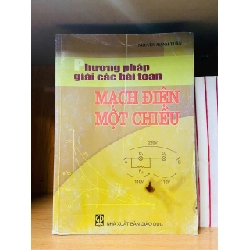 Phương pháp
giải các bài toán
MẠCH ĐIỆN
MỘT CHIỀU
NHÀ XUẤT BẢN GIÁO DỤC